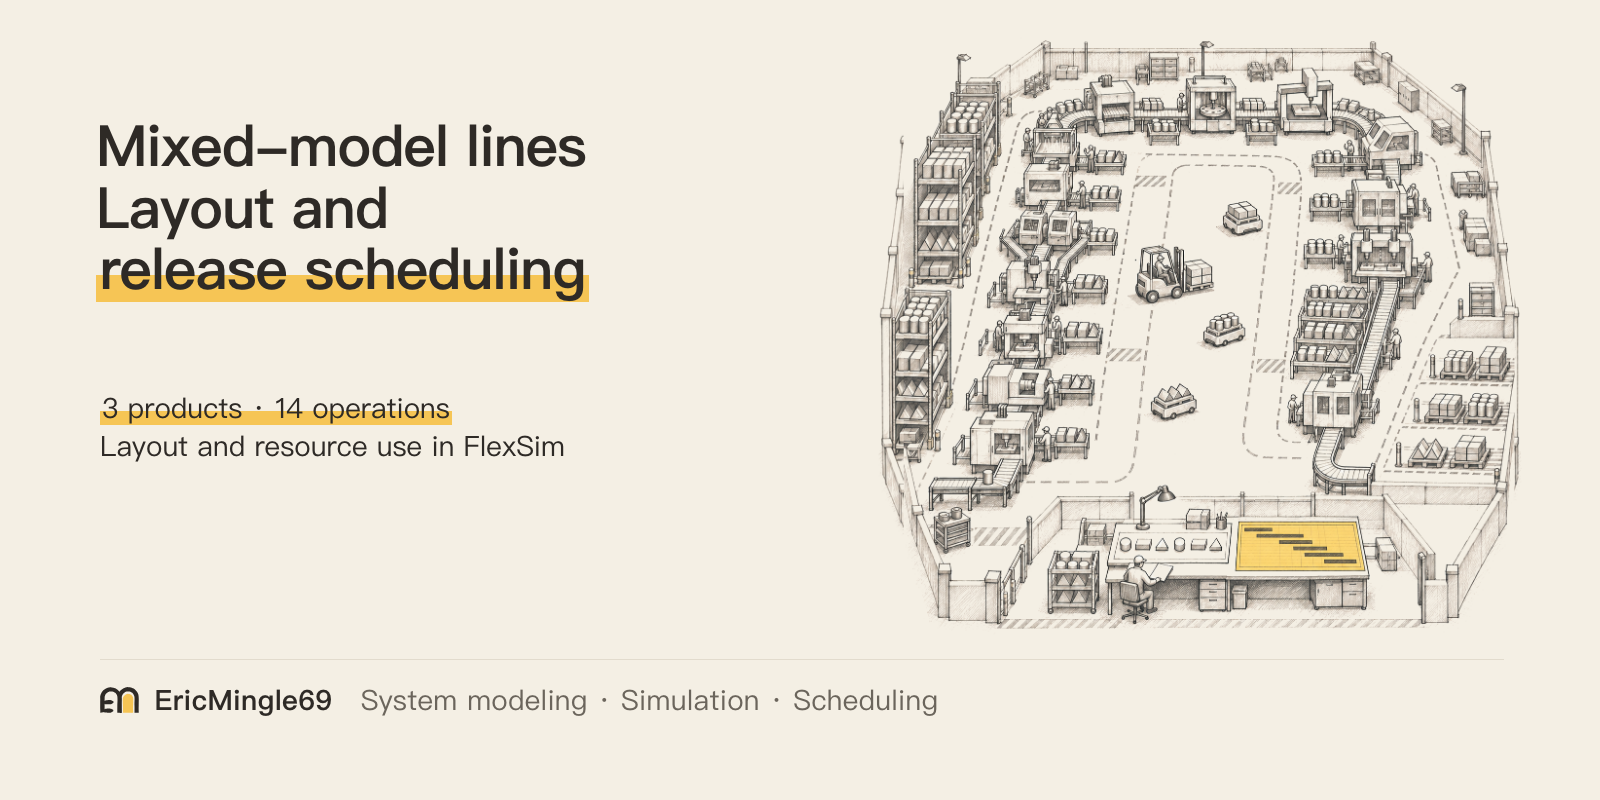 Mixed–model lines
Layout and
release scheduling
3 products · 14 operations
Layout and resource use in FlexSim
EricMingle69 System modeling · Simulation · Scheduling